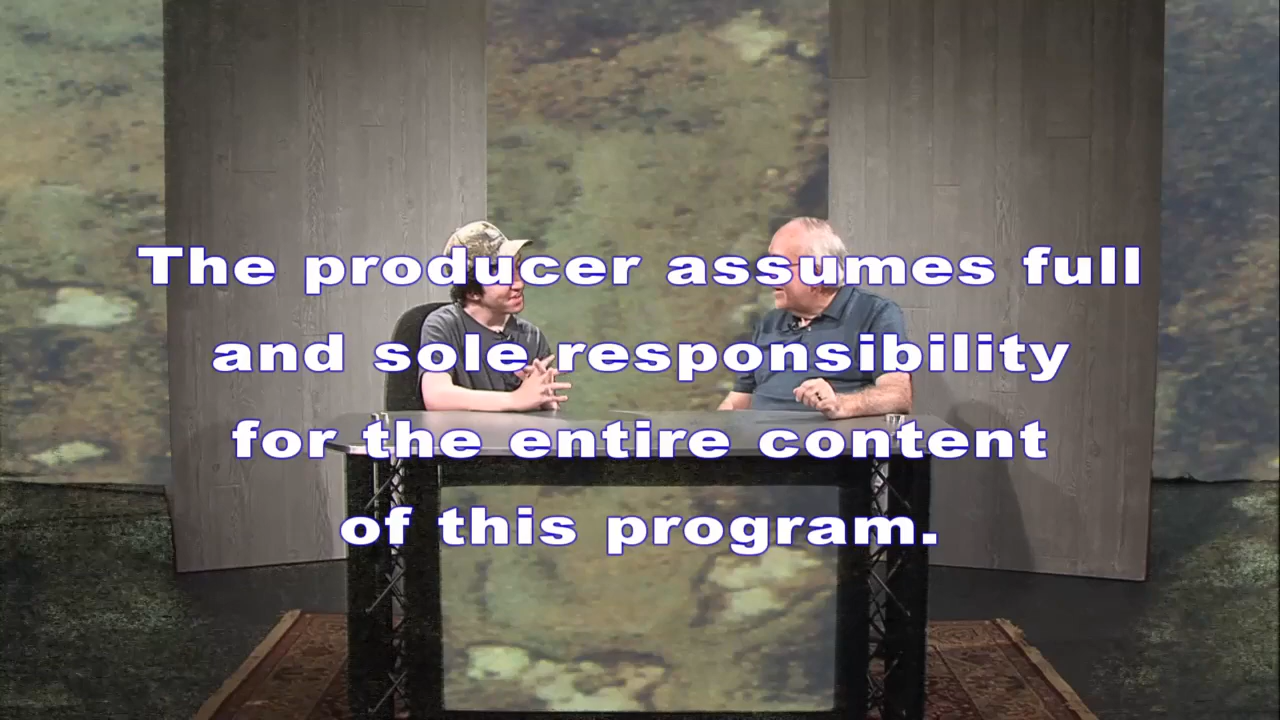 The producer assumes full
and sole responsibility
for the entire content
of this program.